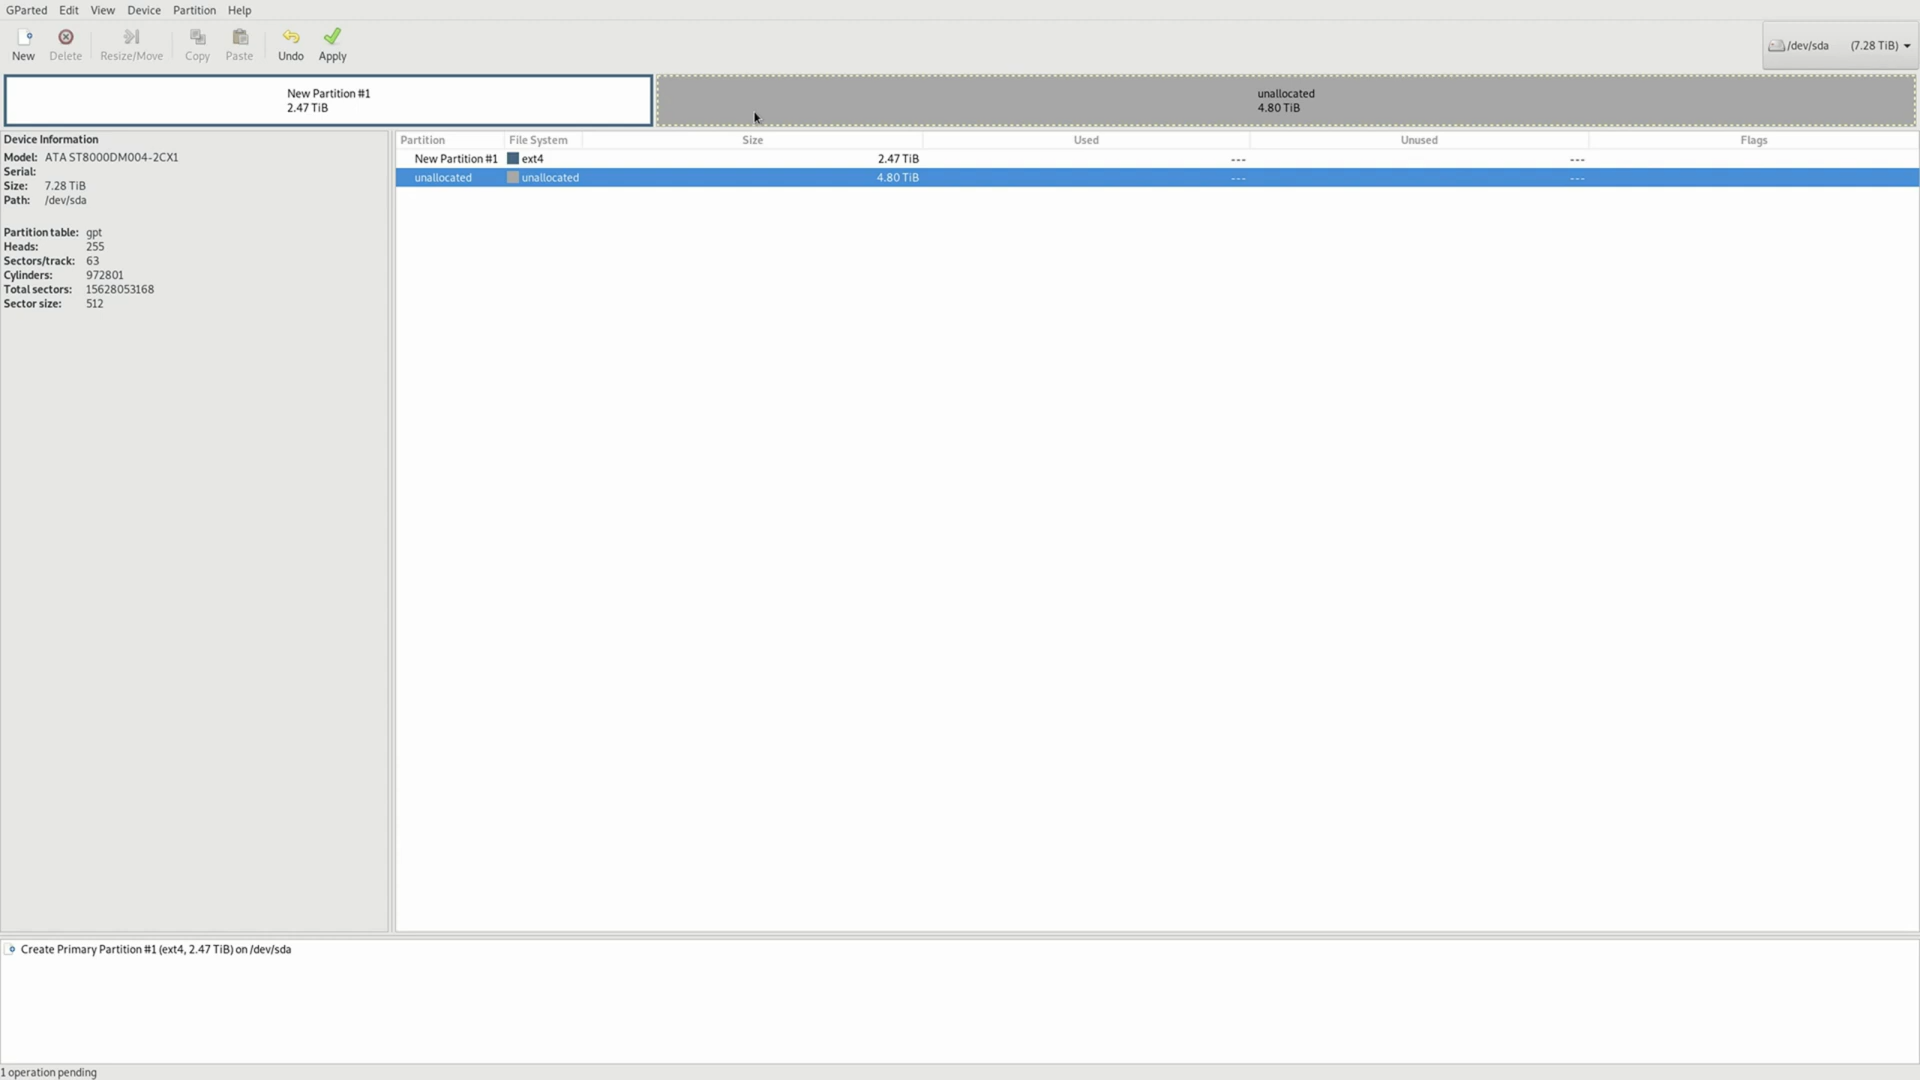 GParted Edit View Device Partition Help
New Delete Resize/Move Copy Paste Undo Apply /dev/sda (7.28 TiB)
New Partition #1
2.47 TiB
unallocated
4.80 TiB
Device Information
Model: ATA ST8000DM004-2CX1
Serial:
Size: 7.28 TiB
Path: /dev/sda
Partition table: gpt
Heads: 255
Sectors/track: 63
Cylinders: 972801
Total sectors: 15628053168
Sector size: 512
Partition File System Size Used Unused Flags
New Partition #1 ext4 2.47 TiB --- ---
unallocated unallocated 4.80 TiB --- ---
Create Primary Partition #1 (ext4, 2.47 TiB) on /dev/sda
1 operation pending